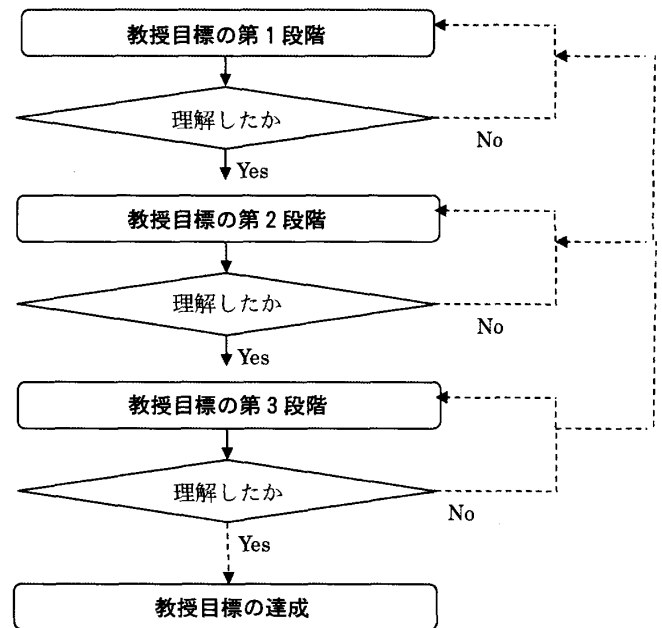 教授目標の第1段階
理解したか
No
Yes
教授目標の第2段階
理解したか
No
Yes
教授目標の第3段階
理解したか
No
Yes
教授目標の達成